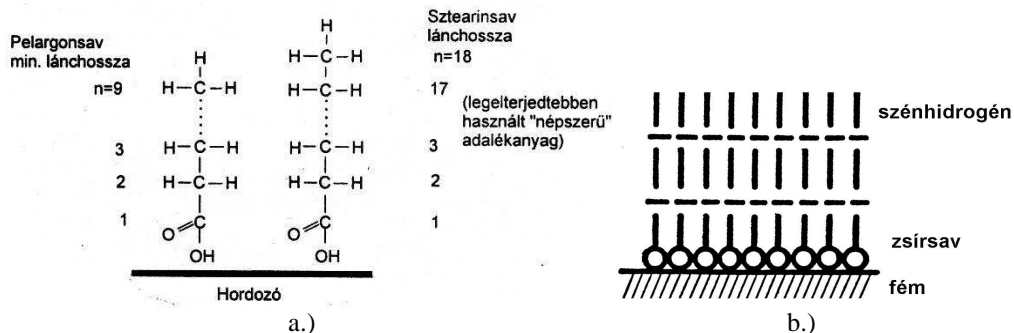 Pelargonsav
min. lánchossza
n=9
3
2
1
H
H–C–H
H–C–H
H–C–H
O=C
OH
H
H–C–H
H–C–H
H–C–H
H–C–H
O=C
OH
Hordozó
a.)
Sztearinsav
lánchossza
n=18
17
(legelterjedtebben
használt "népszerű"
adalékanyag)
3
2
1
szénhidrogén
zsírsav
fém
b.)